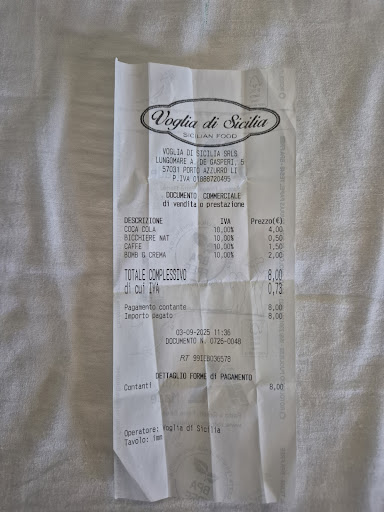 Voglia di Sicilia
SICILIAN FOOD
VOGLIA DI SICILIA SRLS
LUNGOMARE A. DE GASPERI, 5
57031 PORTO AZZURRO LI
P.IVA 01888720495
DOCUMENTO COMMERCIALE
di vendita o prestazione
DESCRIZIONE IVA Prezzo(€)
COCA COLA 10,00% 4,00
BICCHIERE NAT 10,00% 0,50
CAFFE 10,00% 1,50
BOMB G CREMA 10,00% 2,00
TOTALE COMPLESSIVO 8,00
di cui IVA 0,73
Pagamento contante 8,00
Importo pagato 8,00
03-09-2025 11:36
DOCUMENTO N. 0726-0048
RT 99IEB036578
DETTAGLIO FORME di PAGAMENTO
Contanti 8,00
Operatore: Voglia di Sicilia
Tavolo: 1mm